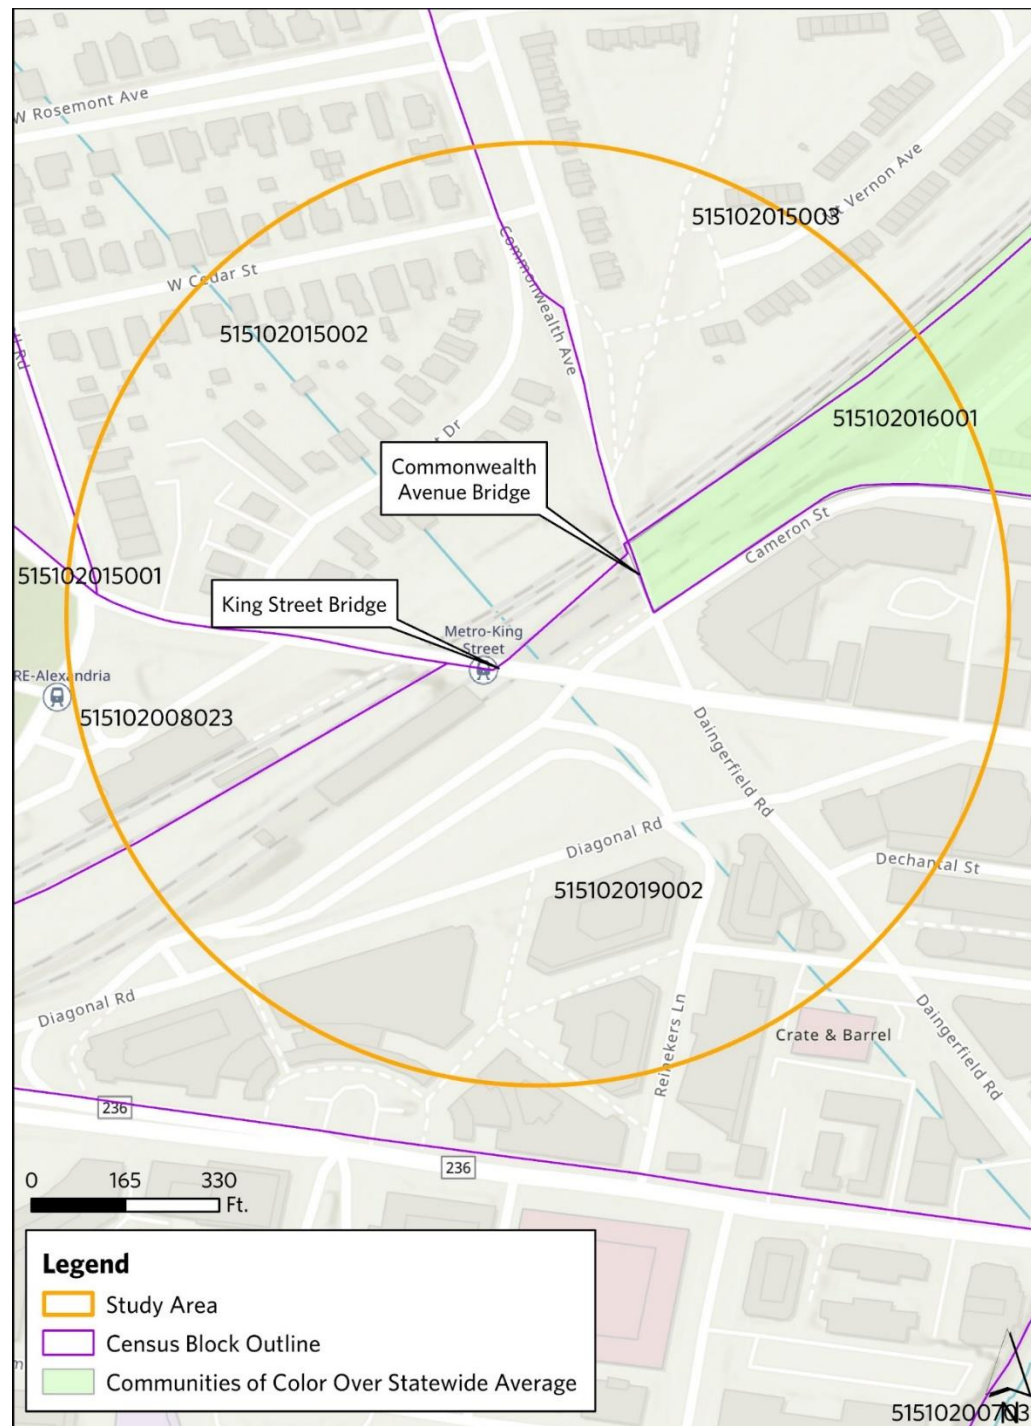 W Rosemont Ave
Mt Vernon Ave
515102015003
Commonwealth Ave
W Cedar St
515102015002
Rd
515102016001
Dr
Commonwealth
Avenue Bridge
Cameron St
515102015001
King Street Bridge
Metro-King
Street
RE-Alexandria
515102008023
Daingerfield Rd
Diagonal Rd
Dechantal St
515102019002
Diagonal Rd
Reinekers Ln
Crate & Barrel
Daingerfield Rd
236
236
0 165 330
Ft.
Legend
Study Area
Census Block Outline
Communities of Color Over Statewide Average
N